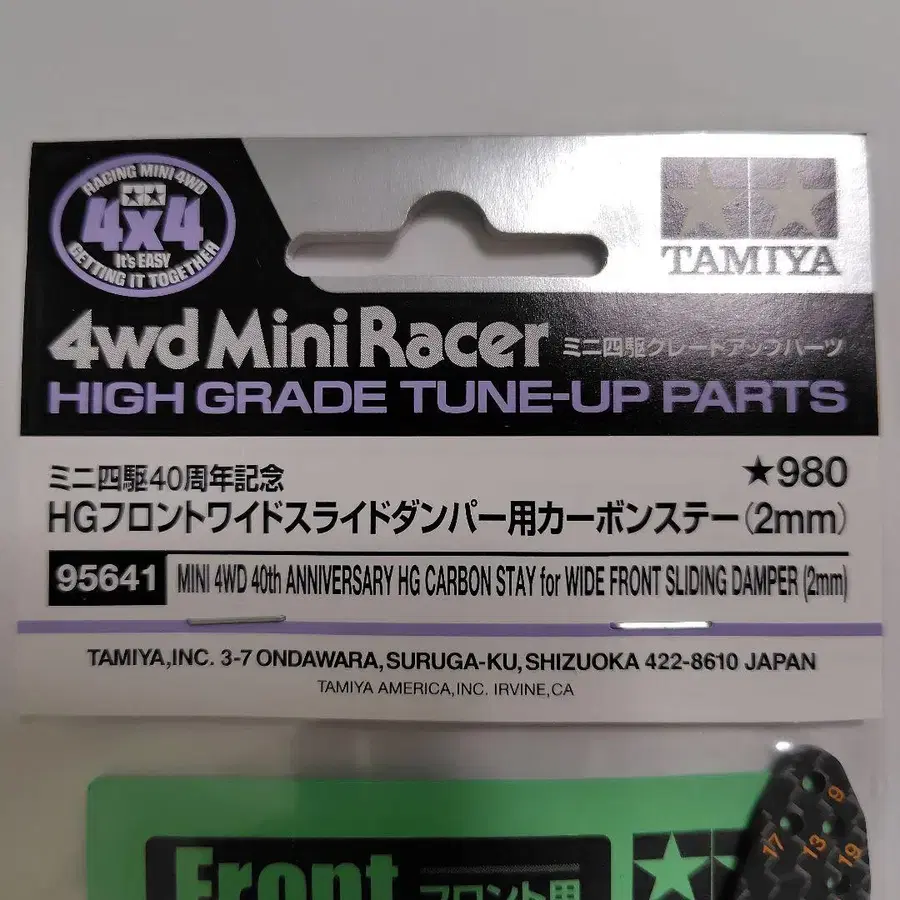 RACING MINI 4WD
4x4
It's EASY
GETTING IT TOGETHER
TAMIYA
4wd Mini Racer ミニ四駆グレードアップパーツ
HIGH GRADE TUNE-UP PARTS
ミニ四駆40周年記念 ★980
HGフロントワイドスライドダンパー用カーボンステー(2mm)
95641 MINI 4WD 40th ANNIVERSARY HG CARBON STAY for WIDE FRONT SLIDING DAMPER (2mm)
TAMIYA,INC. 3-7 ONDAWARA,SURUGA-KU,SHIZUOKA 422-8610 JAPAN
TAMIYA AMERICA,INC. IRVINE,CA
9
17 13 19
Front フロント用